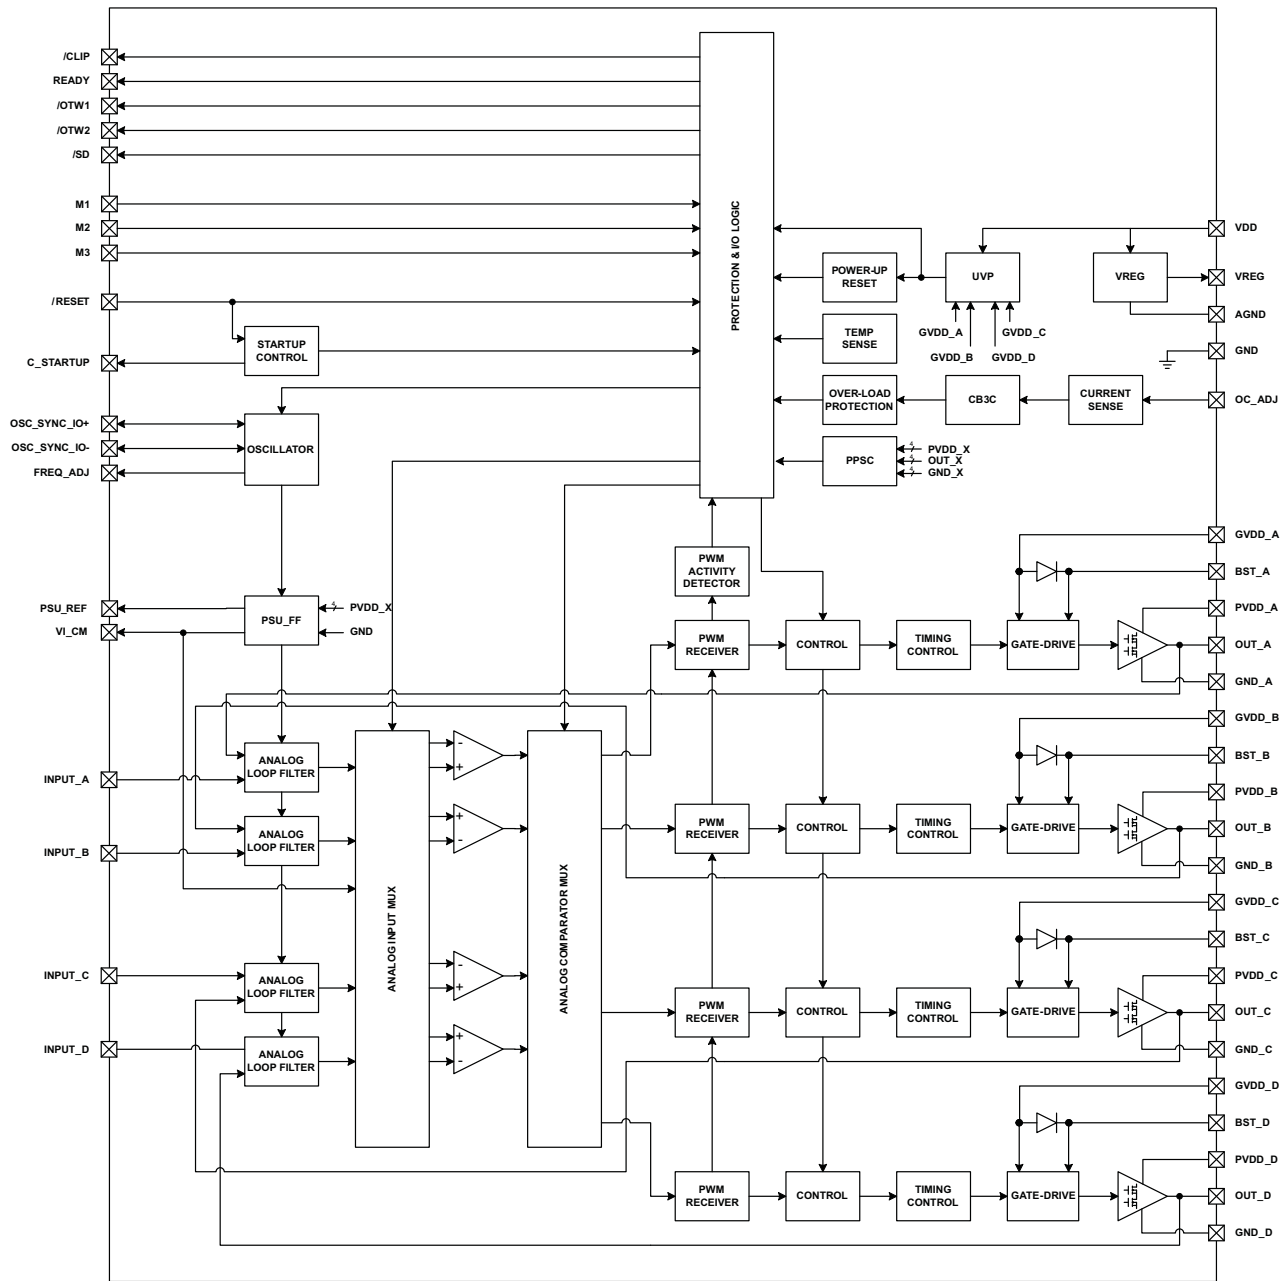 /CLIP
READY
/OTW1
/OTW2
/SD
M1
M2
M3
/RESET
C_STARTUP
OSC_SYNC_IO+
OSC_SYNC_IO-
FREQ_ADJ
PSU_REF
VI_CM
INPUT_A
INPUT_B
INPUT_C
INPUT_D
STARTUP
CONTROL
OSCILLATOR
PSU_FF
4
PVDD_X
GND
ANALOG
LOOP FILTER
ANALOG
LOOP FILTER
ANALOG
LOOP FILTER
ANALOG
LOOP FILTER
ANALOG INPUT MUX
-
+
+
-
-
+
+
-
ANALOG COMPARATOR MUX
PROTECTION & I/O LOGIC
POWER-UP
RESET
UVP
VREG
GVDD_A
GVDD_C
GVDD_B
GVDD_D
TEMP
SENSE
OVER-LOAD
PROTECTION
CB3C
CURRENT
SENSE
PPSC
4
PVDD_X
4
OUT_X
4
GND_X
PWM
ACTIVITY
DETECTOR
PWM
RECEIVER
CONTROL
TIMING
CONTROL
GATE-DRIVE
PWM
RECEIVER
CONTROL
TIMING
CONTROL
GATE-DRIVE
PWM
RECEIVER
CONTROL
TIMING
CONTROL
GATE-DRIVE
PWM
RECEIVER
CONTROL
TIMING
CONTROL
GATE-DRIVE
VDD
VREG
AGND
GND
OC_ADJ
GVDD_A
BST_A
PVDD_A
OUT_A
GND_A
GVDD_B
BST_B
PVDD_B
OUT_B
GND_B
GVDD_C
BST_C
PVDD_C
OUT_C
GND_C
GVDD_D
BST_D
PVDD_D
OUT_D
GND_D